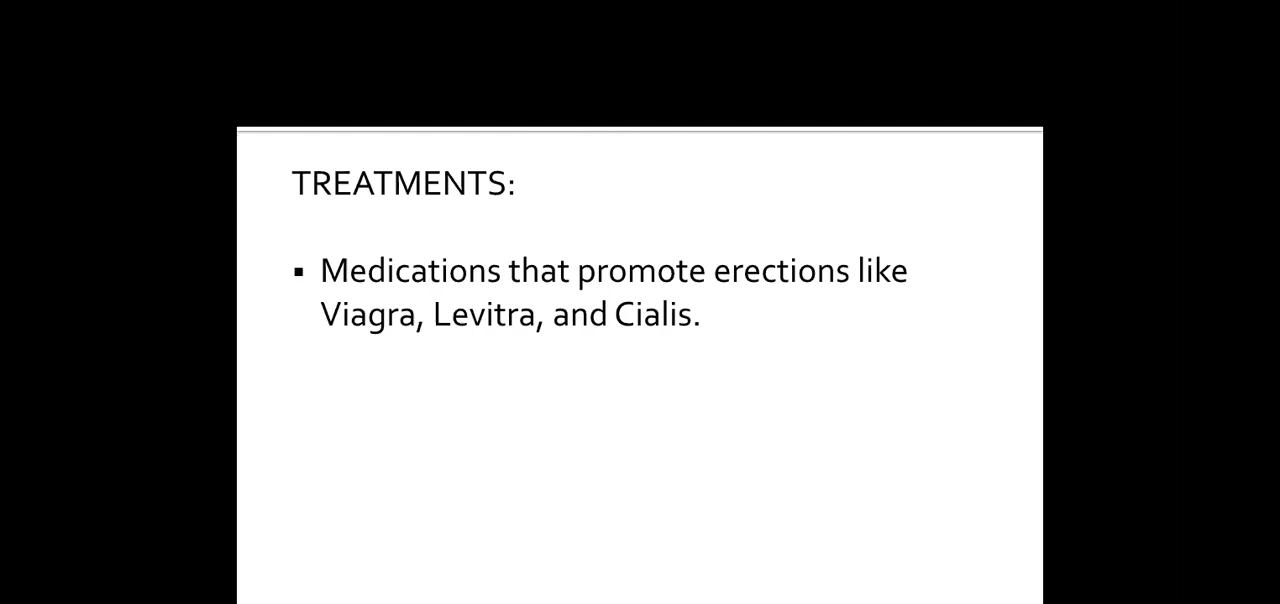 TREATMENTS:
▪ Medications that promote erections like
Viagra, Levitra, and Cialis.